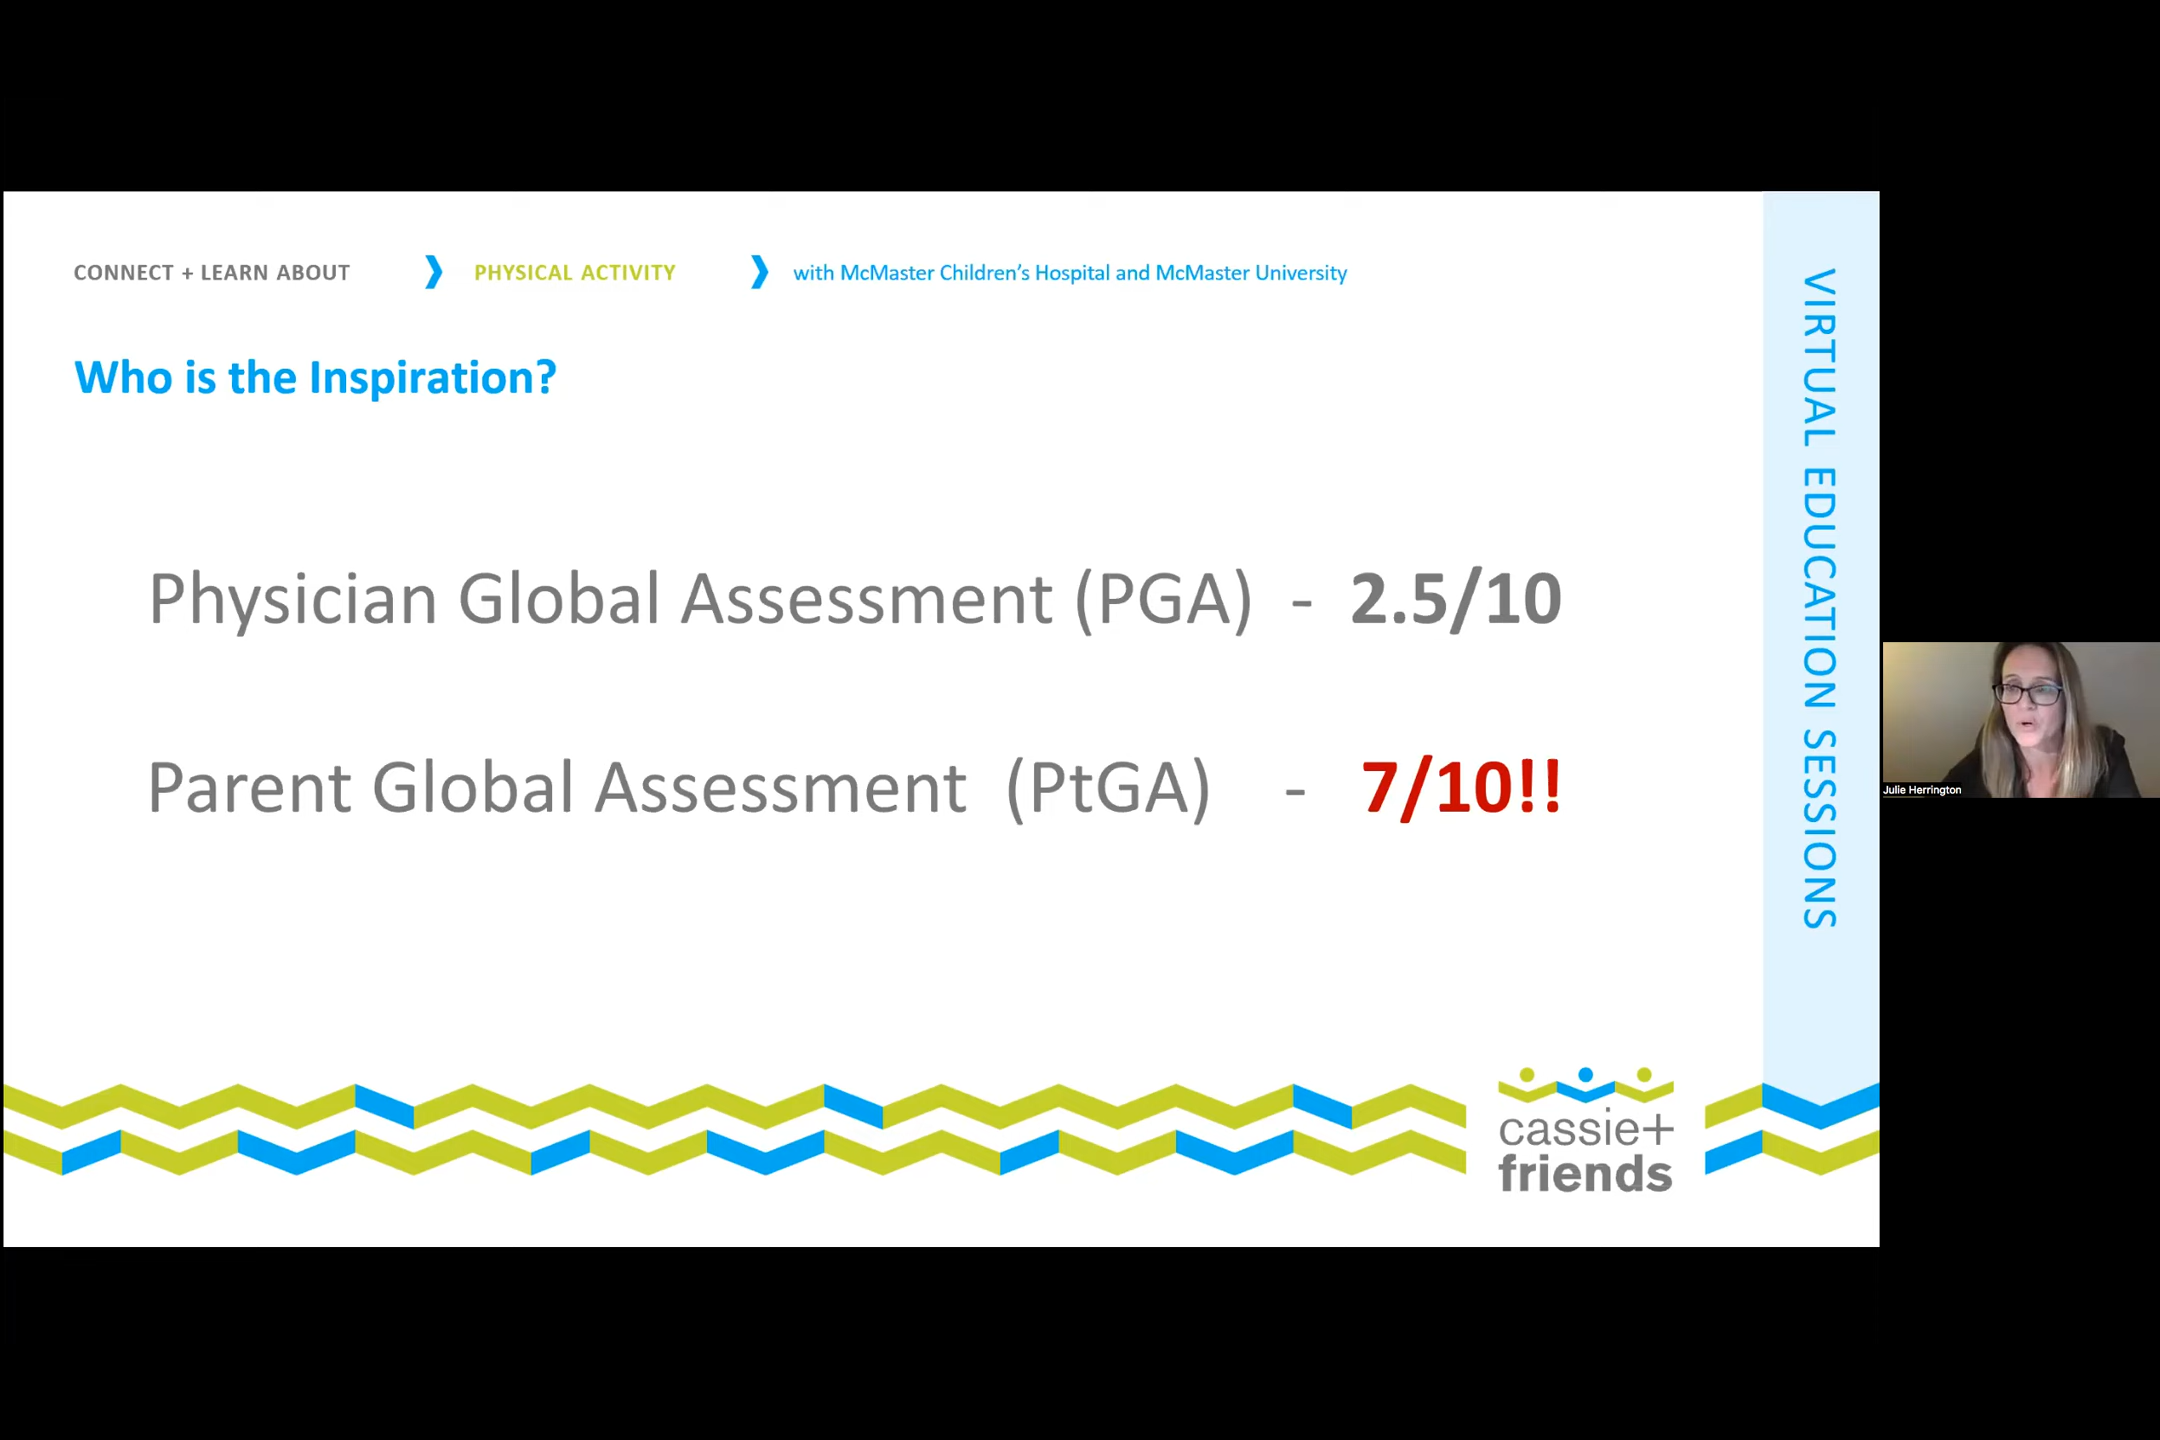 CONNECT + LEARN ABOUT ❯ PHYSICAL ACTIVITY ❯ with McMaster Children's Hospital and McMaster University
Who is the Inspiration?
Physician Global Assessment (PGA) - 2.5/10
Parent Global Assessment (PtGA) - 7/10!!
VIRTUAL EDUCATION SESSIONS
Julie Herrington
cassie+
friends